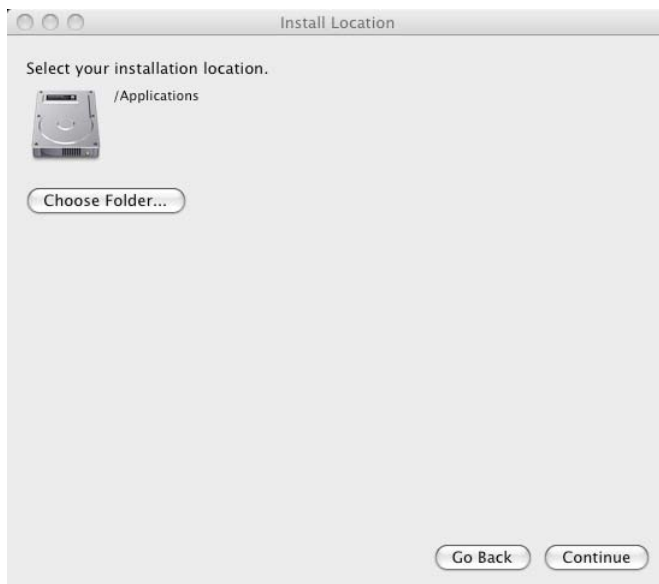 Install Location
Select your installation location.
/Applications
Choose Folder...
Go Back
Continue